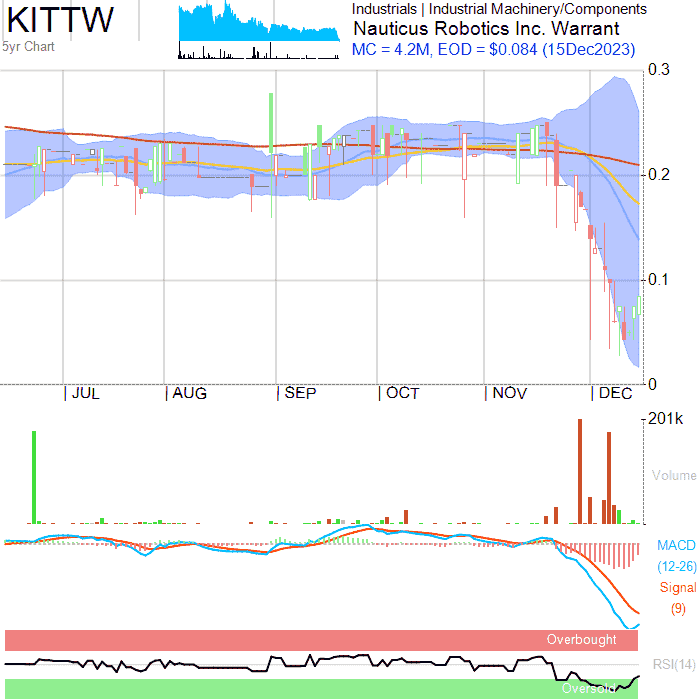 KITTW
5yr Chart
Industrials | Industrial Machinery/Components
Nauticus Robotics Inc. Warrant
MC = 4.2M, EOD = $0.084 (15Dec2023)
0.3
0.2
0.1
0
JUL AUG SEP OCT NOV DEC
201k
Volume
MACD
(12-26)
Signal
(9)
Overbought
RSI(14)
Oversold